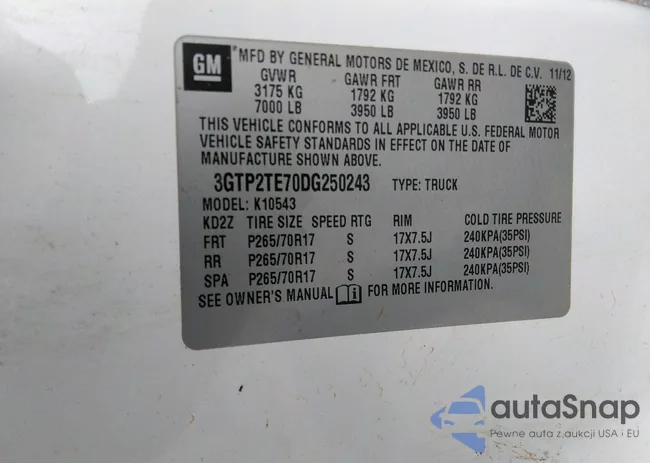 GM
*MFD BY GENERAL MOTORS DE MEXICO, S. DE R.L. DE C.V. 11/12
GVWR GAWR FRT GAWR RR
3175 KG 1792 KG 1792 KG
7000 LB 3950 LB 3950 LB
THIS VEHICLE CONFORMS TO ALL APPLICABLE U.S. FEDERAL MOTOR
VEHICLE SAFETY STANDARDS IN EFFECT ON THE DATE OF
MANUFACTURE SHOWN ABOVE.
3GTP2TE70DG250243 TYPE: TRUCK
MODEL: K10543
KD2Z TIRE SIZE SPEED RTG RIM COLD TIRE PRESSURE
FRT P265/70R17 S 17X7.5J 240KPA(35PSI)
RR P265/70R17 S 17X7.5J 240KPA(35PSI)
SPA P265/70R17 S 17X7.5J 240KPA(35PSI)
SEE OWNER'S MANUAL i FOR MORE INFORMATION.
autaSnap
Pewne auta z aukcji USA i EU